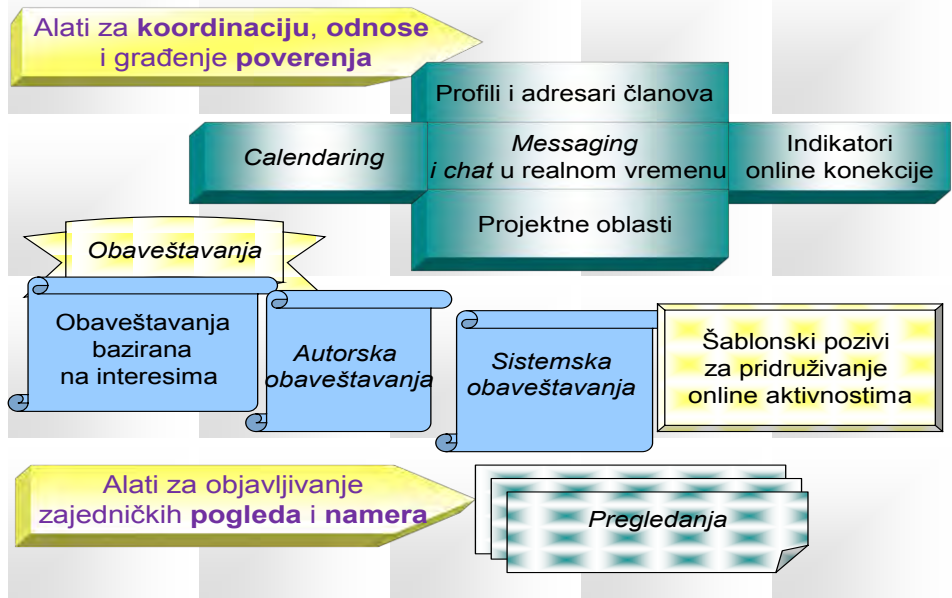 Alati za koordinaciju, odnose
i građenje poverenja
Profili i adresari članova
Calendaring
Messaging
i chat u realnom vremenu
Indikatori
online konekcije
Projektne oblasti
Obaveštavanja
Obaveštavanja
bazirana
na interesima
Autorska
obaveštavanja
Sistemska
obaveštavanja
Šablonski pozivi
za pridruživanje
online aktivnostima
Alati za objavljivanje
zajedničkih pogleda i namera
Pregledanja